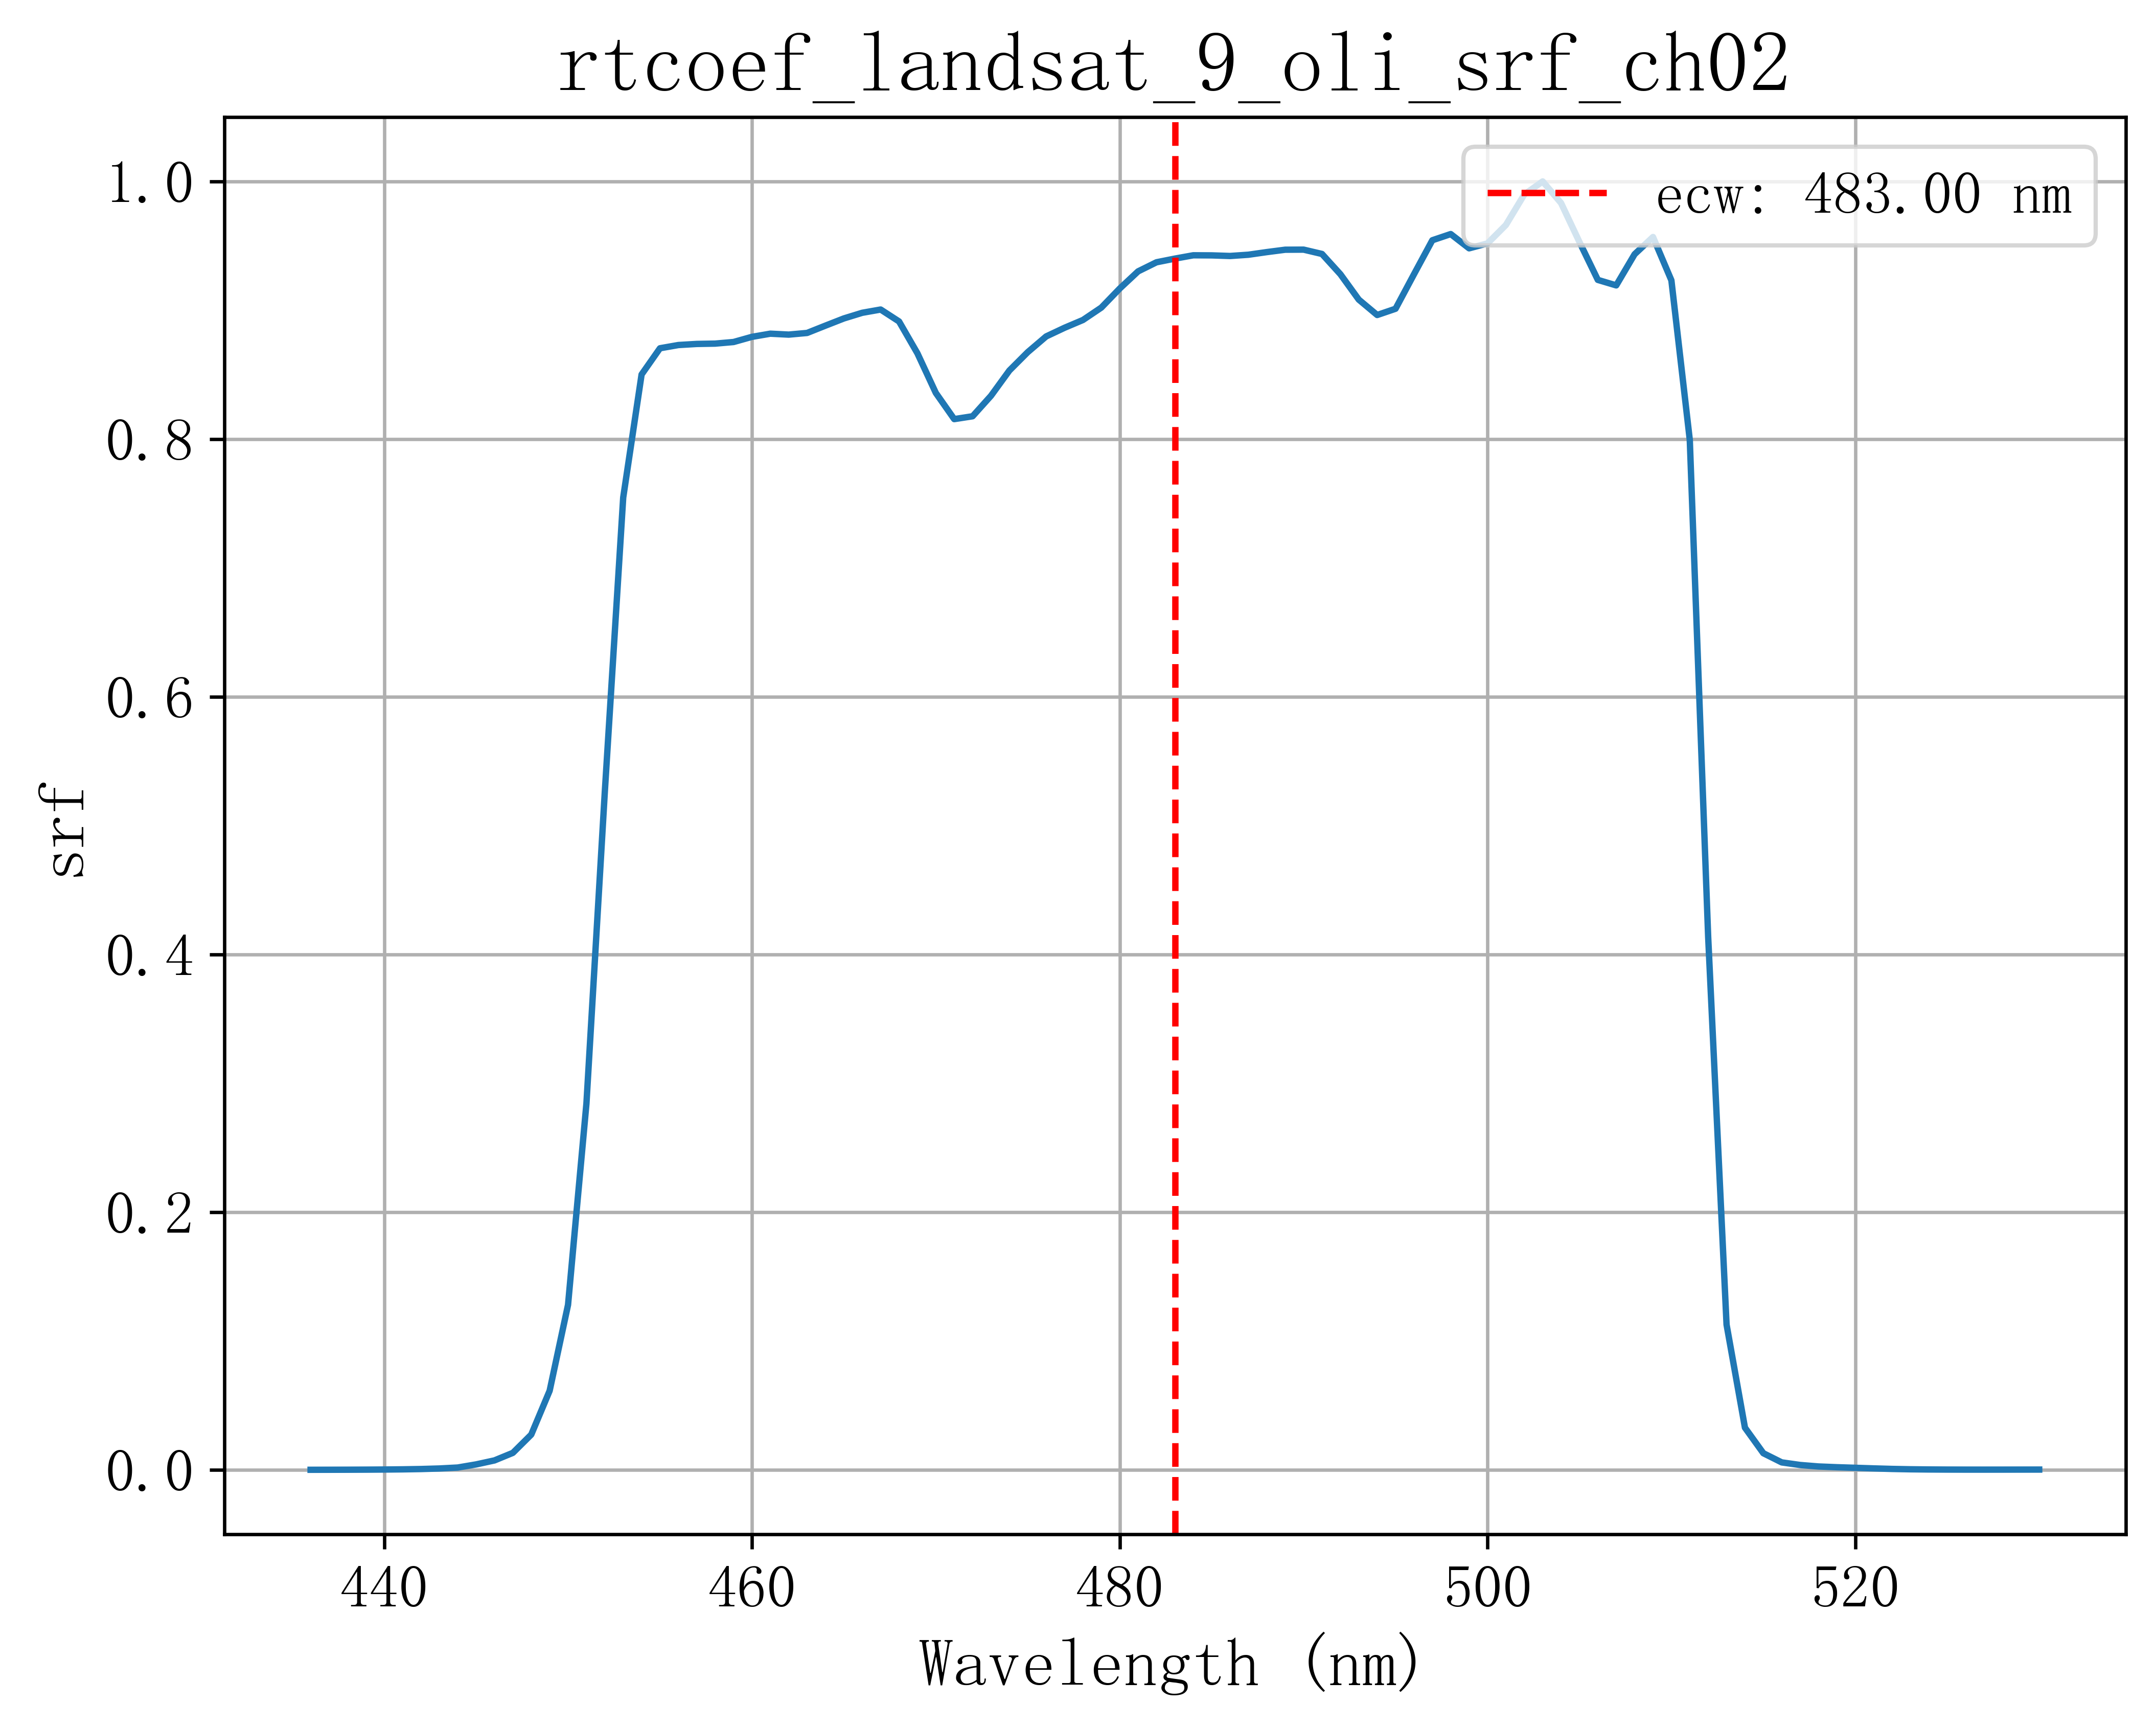 rtcoef_landsat_9_oli_srf_ch02
ecw: 483.00 nm
1.0
0.8
0.6
0.4
0.2
0.0
srf
440 460 480 500 520
Wavelength (nm)